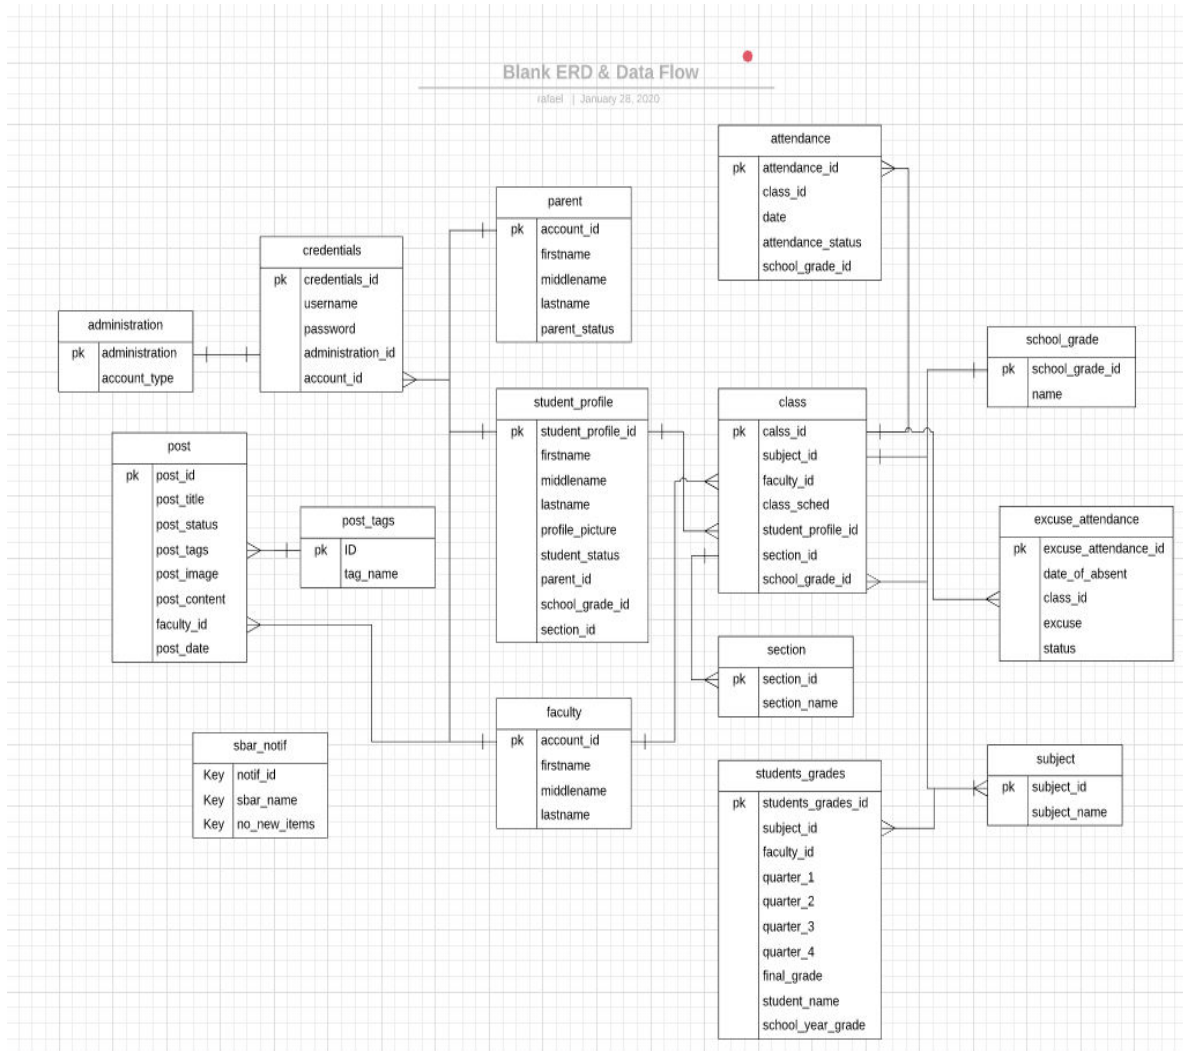 Blank ERD & Data Flow
rafael | January 28, 2020
attendance
pk attendance_id
class_id
date
attendance_status
school_grade_id
parent
pk account_id
firstname
middlename
lastname
parent_status
credentials
pk credentials_id
username
password
administration_id
account_id
administration
pk administration
account_type
school_grade
pk school_grade_id
name
student_profile
pk student_profile_id
firstname
middlename
lastname
profile_picture
student_status
parent_id
school_grade_id
section_id
class
pk calss_id
subject_id
faculty_id
class_sched
student_profile_id
section_id
school_grade_id
post
pk post_id
post_title
post_status
post_tags
post_image
post_content
faculty_id
post_date
post_tags
pk ID
tag_name
excuse_attendance
pk excuse_attendance_id
date_of_absent
class_id
excuse
status
section
pk section_id
section_name
faculty
pk account_id
firstname
middlename
lastname
sbar_notif
Key notif_id
Key sbar_name
Key no_new_items
subject
pk subject_id
subject_name
students_grades
pk students_grades_id
subject_id
faculty_id
quarter_1
quarter_2
quarter_3
quarter_4
final_grade
student_name
school_year_grade